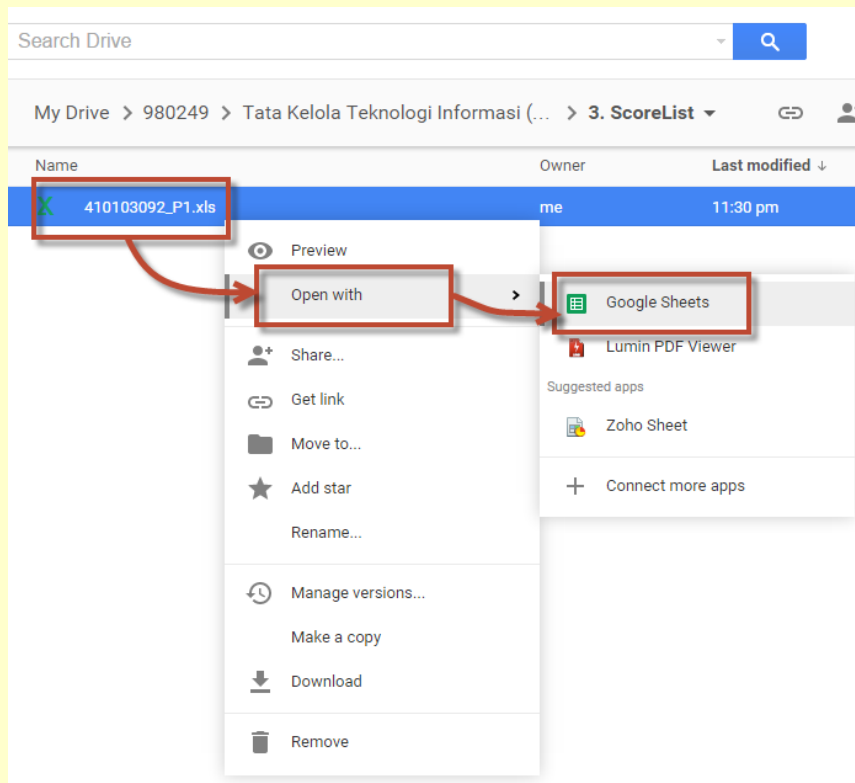 Search Drive
My Drive > 980249 > Tata Kelola Teknologi Informasi (... > 3. ScoreList
Name Owner Last modified ↓
410103092_P1.xls me 11:30 pm
Preview
Open with
Share...
Get link
Move to...
Add star
Rename...
Manage versions...
Make a copy
Download
Remove
Google Sheets
Lumin PDF Viewer
Suggested apps
Zoho Sheet
Connect more apps